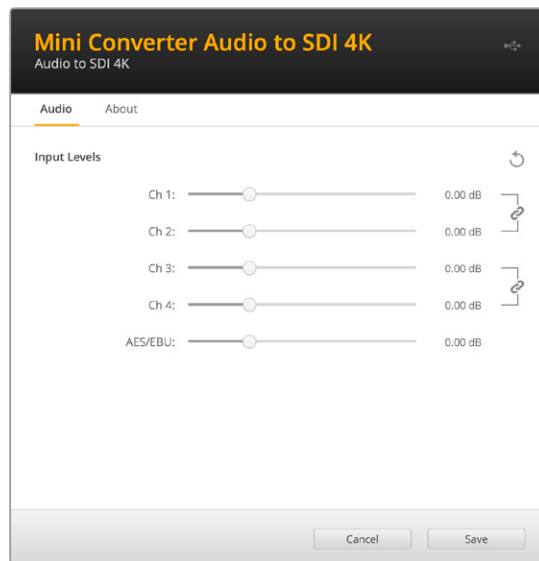 Mini Converter Audio to SDI 4K
Audio to SDI 4K
Audio About
Input Levels
Ch 1: 0.00 dB
Ch 2: 0.00 dB
Ch 3: 0.00 dB
Ch 4: 0.00 dB
AES/EBU: 0.00 dB
Cancel Save